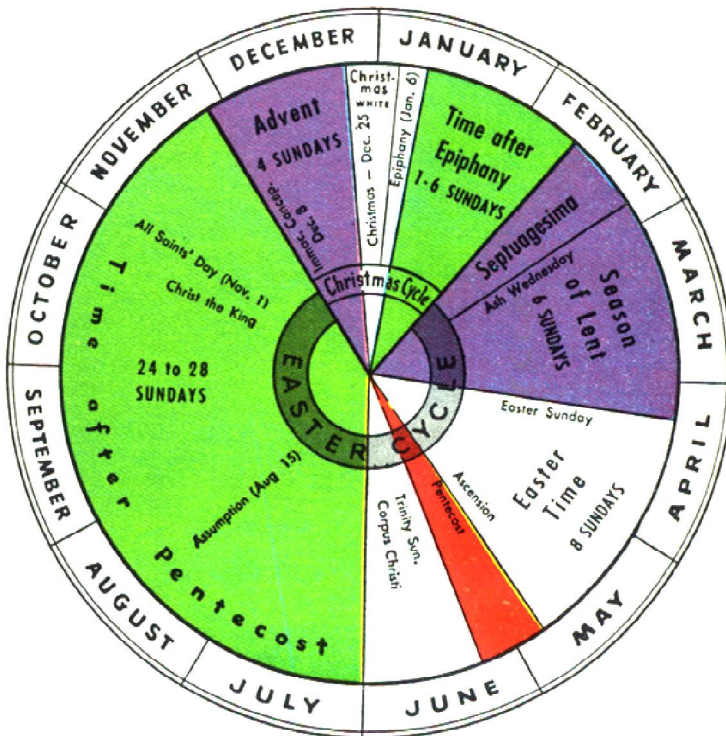 JANUARY
FEBRUARY
MARCH
APRIL
MAY
JUNE
JULY
AUGUST
SEPTEMBER
OCTOBER
NOVEMBER
DECEMBER
Advent
4 SUNDAYS
Immac. Concep.
Dec. 8
Christ-
mas
WHITE
Christmas — Dec. 25
Epiphany (Jan. 6)
Time after
Epiphany
1-6 SUNDAYS
Septuagesima
Ash Wednesday
Season
of Lent
6 SUNDAYS
Easter Sunday
Easter
Time
8 SUNDAYS
Ascension
Pentecost
Trinity Sun.
Corpus Christi
Time after pentecost
24 to 28
SUNDAYS
Assumption (Aug 15)
Christ the King
All Saints' Day (Nov. 1)
Christmas Cycle
EASTER CYCLE